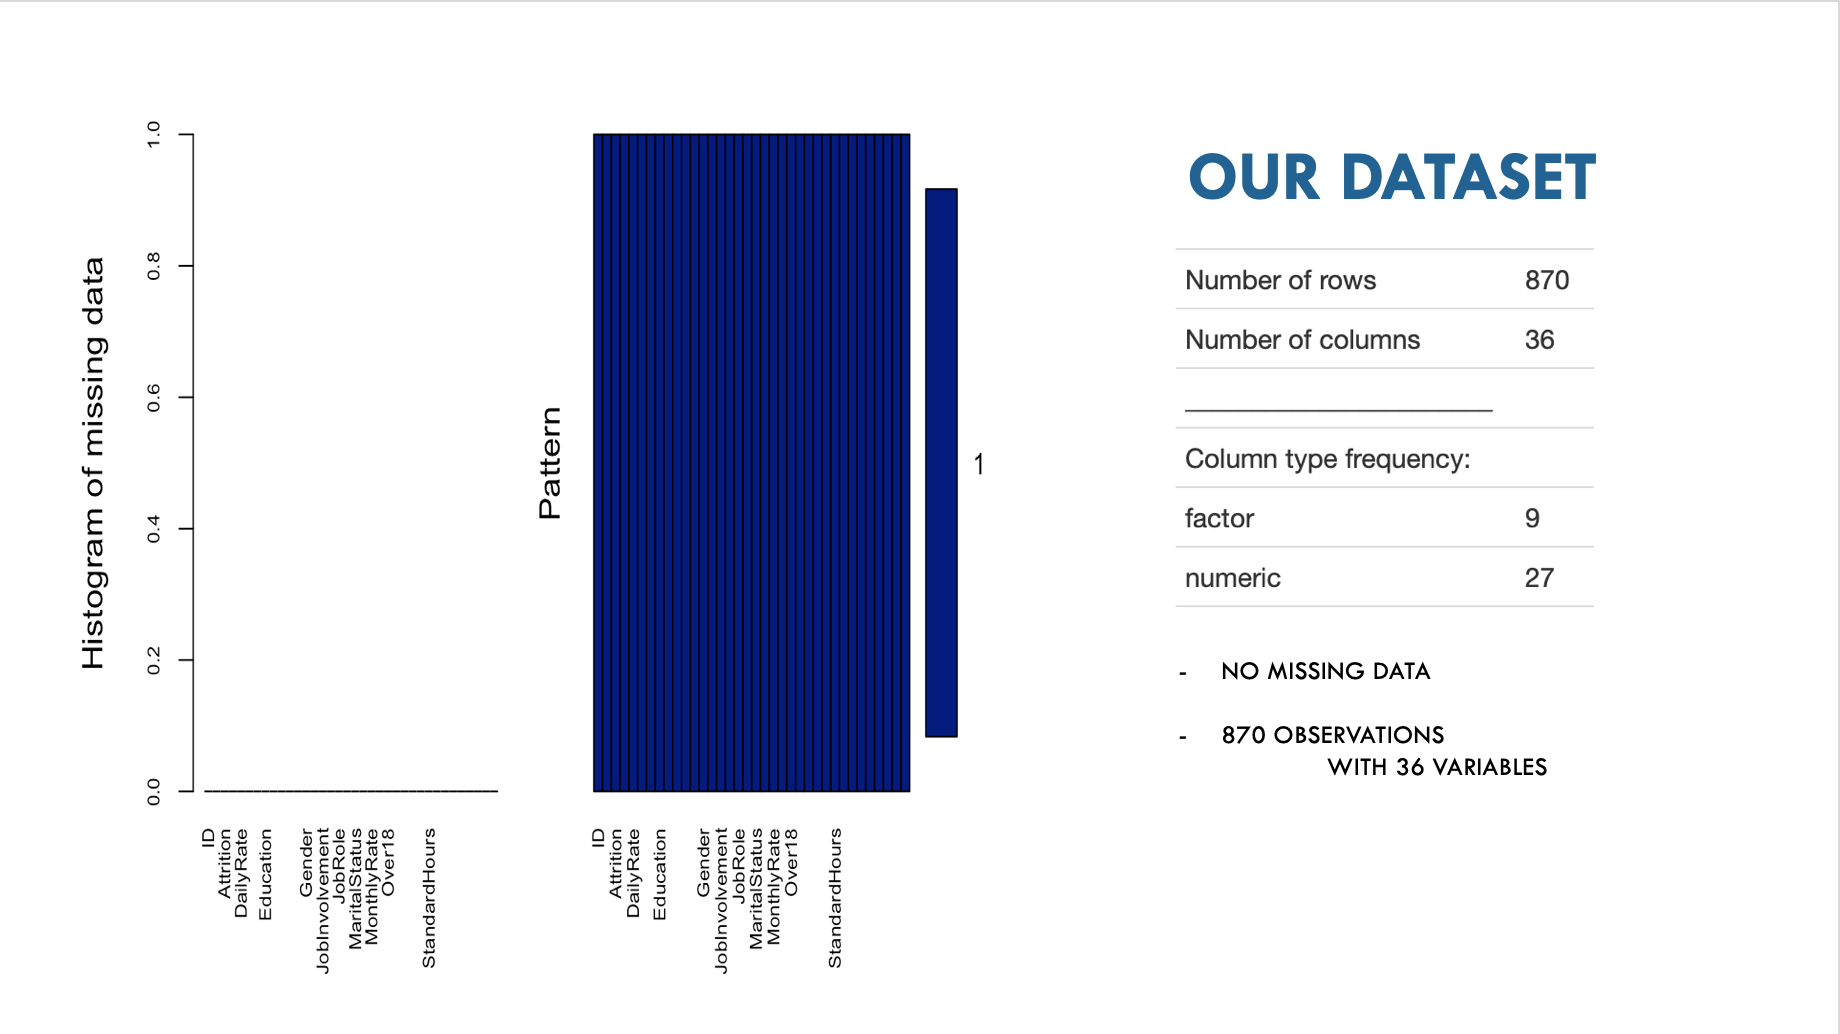 Histogram of missing data
0.0
0.2
0.4
0.6
0.8
1.0
ID
Attrition
DailyRate
Education
Gender
JobInvolvement
JobRole
MaritalStatus
MonthlyRate
Over18
StandardHours
Pattern
1
ID
Attrition
DailyRate
Education
Gender
JobInvolvement
JobRole
MaritalStatus
MonthlyRate
Over18
StandardHours
OUR DATASET
Number of rows 870
Number of columns 36
_______________________
Column type frequency:
factor 9
numeric 27
- NO MISSING DATA
- 870 OBSERVATIONS
WITH 36 VARIABLES